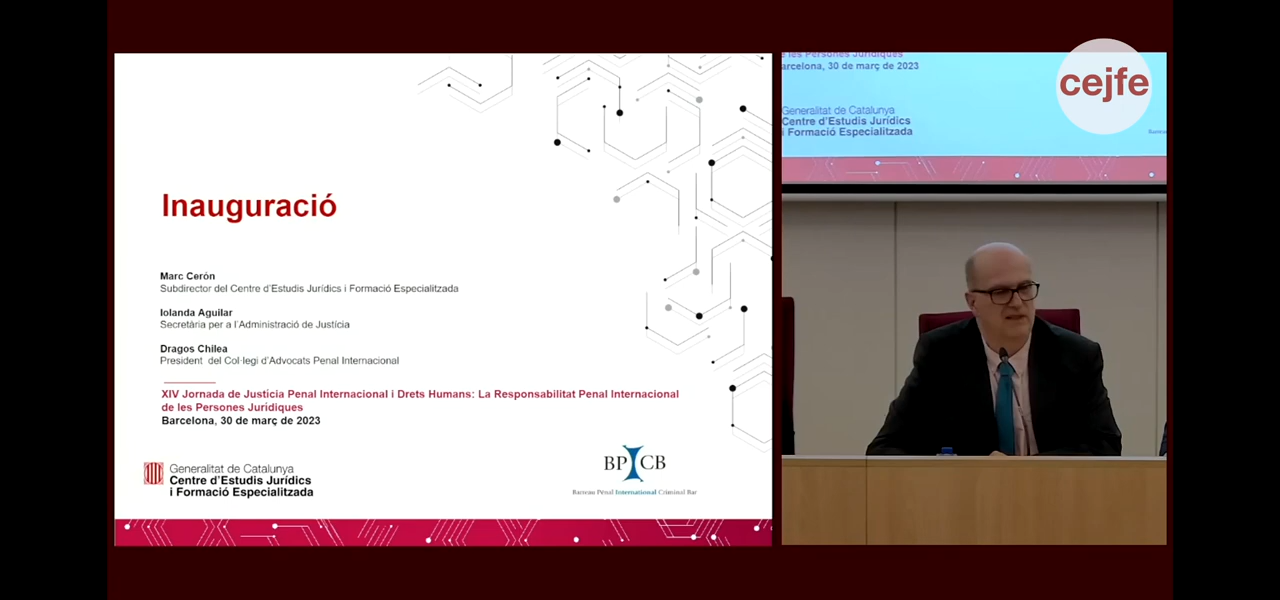 Inauguració
Marc Cerón
Subdirector del Centre d'Estudis Jurídics i Formació Especialitzada
Iolanda Aguilar
Secretària per a l'Administració de Justícia
Dragos Chilea
President del Col·legi d'Advocats Penal Internacional
XIV Jornada de Justícia Penal Internacional i Drets Humans: La Responsabilitat Penal Internacional
de les Persones Jurídiques
Barcelona, 30 de març de 2023
Generalitat de Catalunya
Centre d'Estudis Jurídics
i Formació Especialitzada
BPICB
Barreau Pénal International Criminal Bar
de les Persones Jurídiques
Barcelona, 30 de març de 2023
cejfe
Generalitat de Catalunya
Centre d'Estudis Jurídics
i Formació Especialitzada